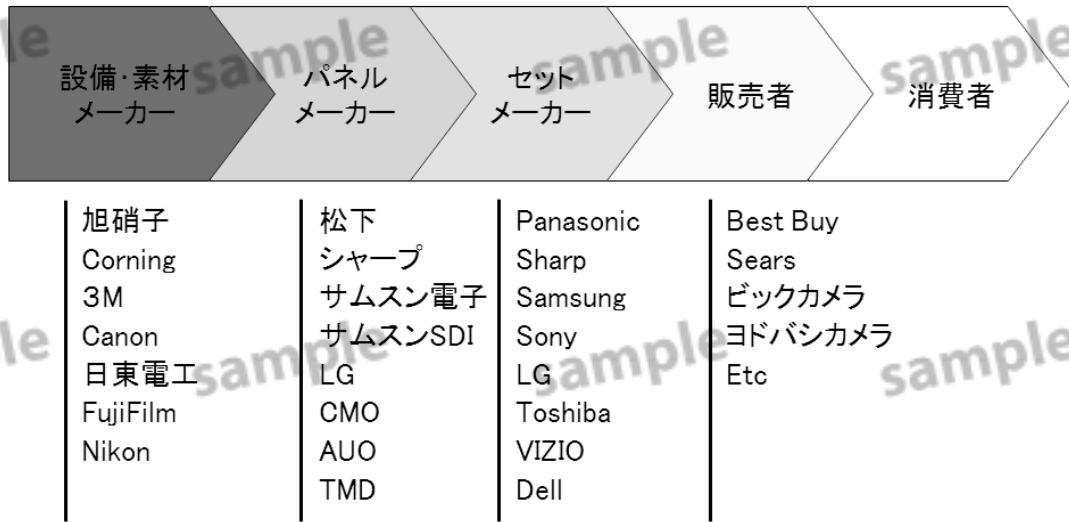 設備･素材
メーカー
パネル
メーカー
セット
メーカー
販売者
消費者
旭硝子
Corning
3M
Canon
日東電工
FujiFilm
Nikon
松下
シャープ
サムスン電子
サムスンSDI
LG
CMO
AUO
TMD
Panasonic
Sharp
Samsung
Sony
LG
Toshiba
VIZIO
Dell
Best Buy
Sears
ビックカメラ
ヨドバシカメラ
Etc
le
sample
sample
sample
le
sample
sample
sample